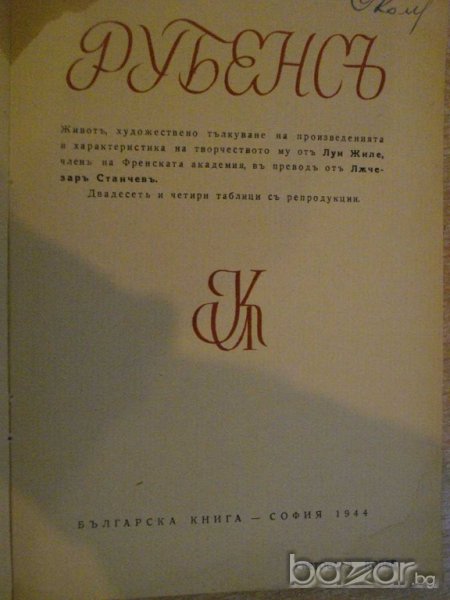 РУБЕНСЪ
Животъ, художествено тълкуване на произведенията
и характеристика на творчеството му отъ Луи Жиле,
членъ на Френската академия, въ преводъ отъ Лѫче-
заръ Станчевъ.
Двадесеть и четири таблици съ репродукции.
БЪЛГАРСКА КНИГА — СОФИЯ 1944
bazar.bg